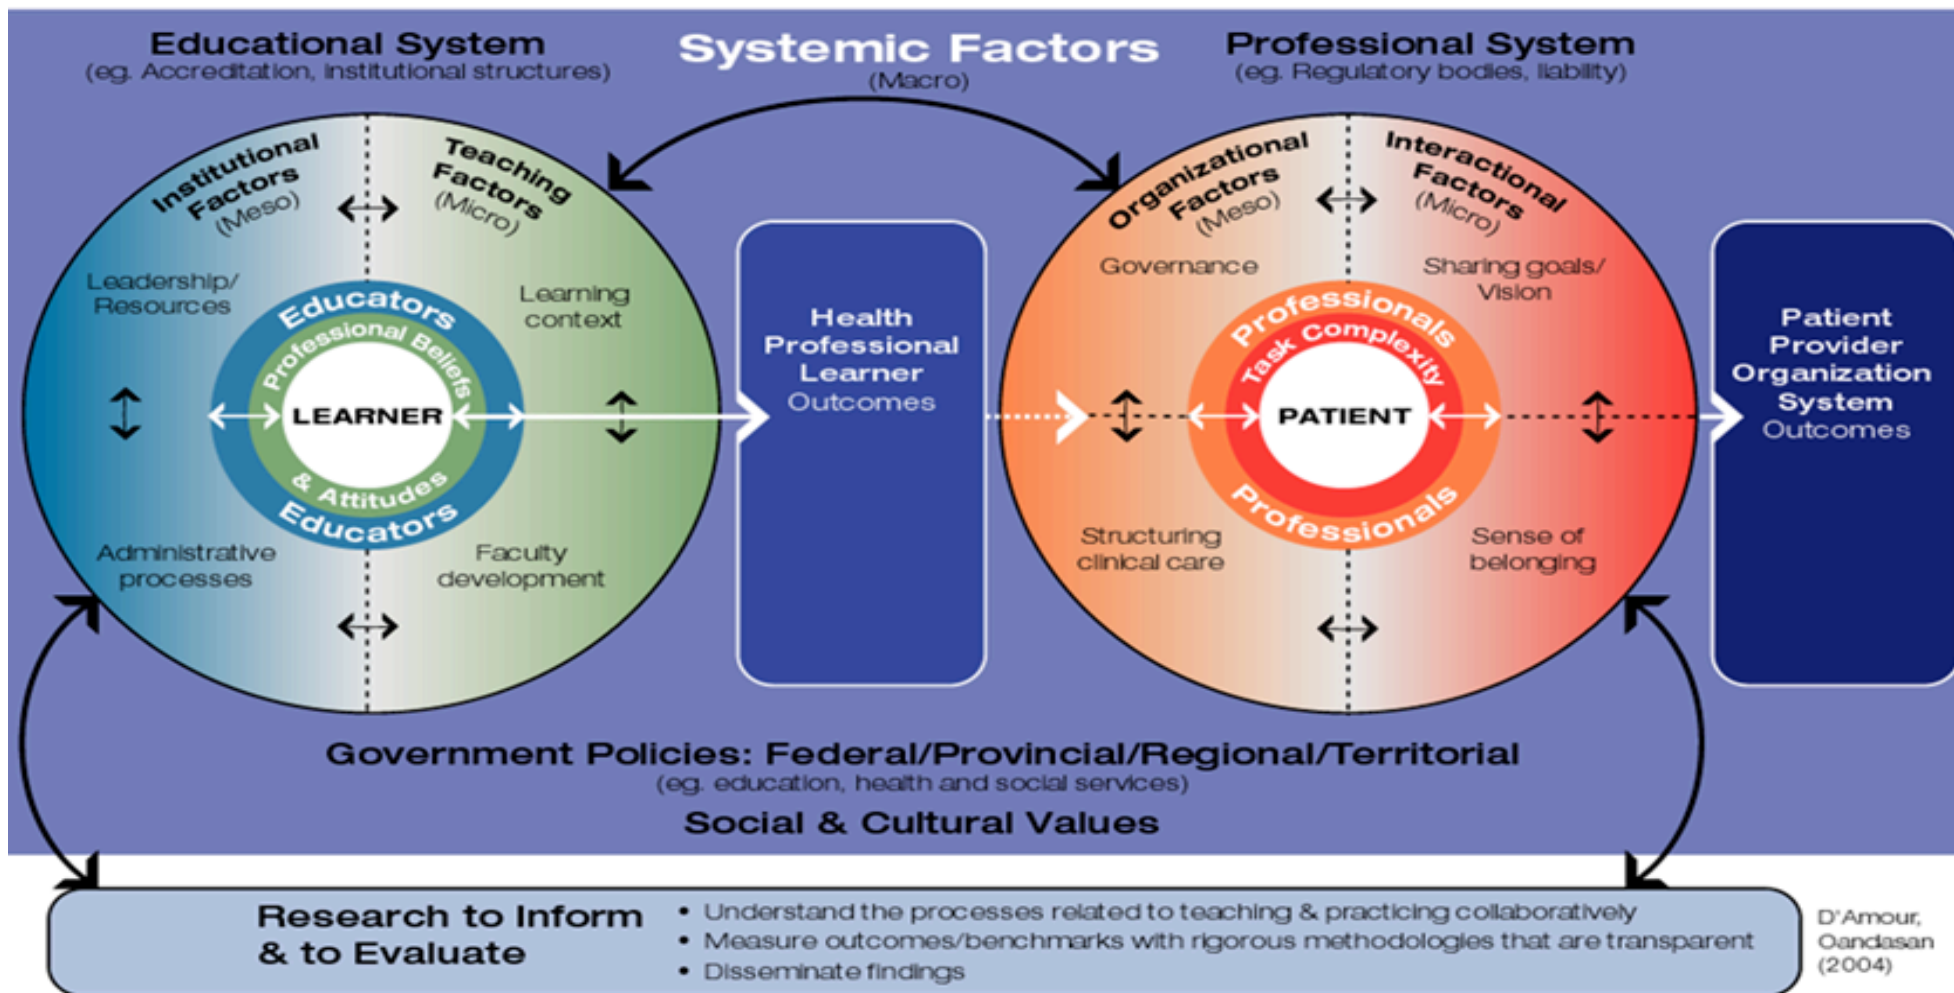 Educational System
(eg. Accreditation, institutional structures)
Systemic Factors
(Macro)
Professional System
(eg. Regulatory bodies, liability)
Institutional
Factors
(Meso)
Teaching
Factors
(Micro)
Leadership/
Resources
Learning
context
Educators
Professional Beliefs
LEARNER
& Attitudes
Educators
Administrative
processes
Faculty
development
Health
Professional
Learner
Outcomes
Organizational
Factors
(Meso)
Interactional
Factors
(Micro)
Governance
Sharing goals/
Vision
Professionals
Task Complexity
PATIENT
Professionals
Structuring
clinical care
Sense of
belonging
Patient
Provider
Organization
System
Outcomes
Government Policies: Federal/Provincial/Regional/Territorial
(eg. education, health and social services)
Social & Cultural Values
Research to Inform
& to Evaluate
• Understand the processes related to teaching & practicing collaboratively
• Measure outcomes/benchmarks with rigorous methodologies that are transparent
• Disseminate findings
D'Amour,
Oandasan
(2004)